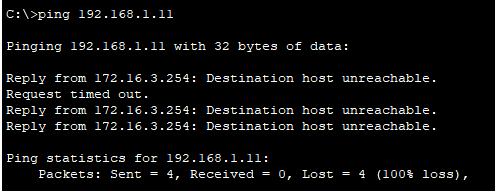 C:\>ping 192.168.1.11
Pinging 192.168.1.11 with 32 bytes of data:
Reply from 172.16.3.254: Destination host unreachable.
Request timed out.
Reply from 172.16.3.254: Destination host unreachable.
Reply from 172.16.3.254: Destination host unreachable.
Ping statistics for 192.168.1.11:
Packets: Sent = 4, Received = 0, Lost = 4 (100% loss),